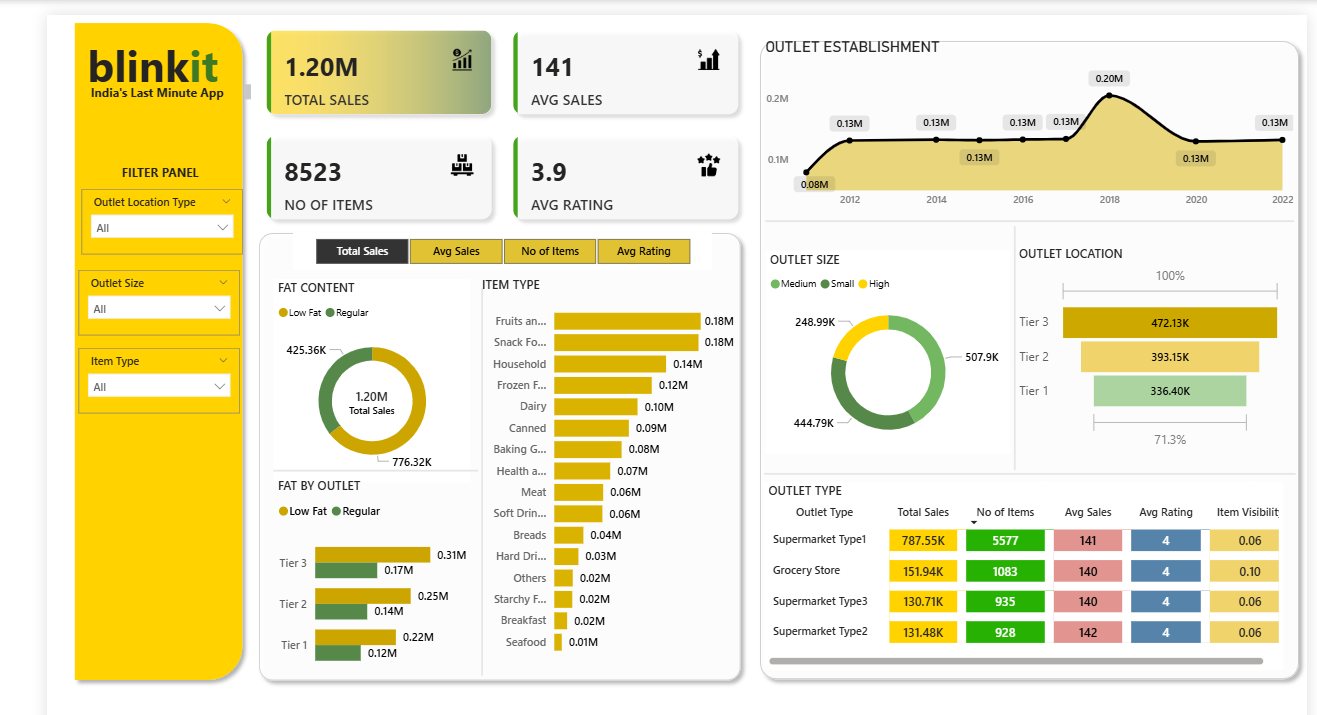 blinkit
India's Last Minute App
FILTER PANEL
Outlet Location Type
All
Outlet Size
All
Item Type
All
1.20M
TOTAL SALES
141
AVG SALES
8523
NO OF ITEMS
3.9
AVG RATING
Total Sales Avg Sales No of Items Avg Rating
FAT CONTENT
Low Fat Regular
425.36K
1.20M
Total Sales
776.32K
FAT BY OUTLET
Low Fat Regular
Tier 3 0.31M
0.17M
Tier 2 0.25M
0.14M
Tier 1 0.22M
0.12M
ITEM TYPE
Fruits an... 0.18M
Snack Fo... 0.18M
Household 0.14M
Frozen F... 0.12M
Dairy 0.10M
Canned 0.09M
Baking G... 0.08M
Health a... 0.07M
Meat 0.06M
Soft Drin... 0.06M
Breads 0.04M
Hard Dri... 0.03M
Others 0.02M
Starchy F... 0.02M
Breakfast 0.02M
Seafood 0.01M
OUTLET ESTABLISHMENT
0.20M
0.2M
0.13M 0.13M 0.13M 0.13M 0.13M
0.1M 0.13M 0.13M
0.08M
2012 2014 2016 2018 2020 2022
OUTLET SIZE
Medium Small High
248.99K
507.9K
444.79K
OUTLET LOCATION
100%
Tier 3 472.13K
Tier 2 393.15K
Tier 1 336.40K
71.3%
OUTLET TYPE
Outlet Type Total Sales No of Items Avg Sales Avg Rating Item Visibilit
Supermarket Type1 787.55K 5577 141 4 0.06
Grocery Store 151.94K 1083 140 4 0.10
Supermarket Type3 130.71K 935 140 4 0.06
Supermarket Type2 131.48K 928 142 4 0.06